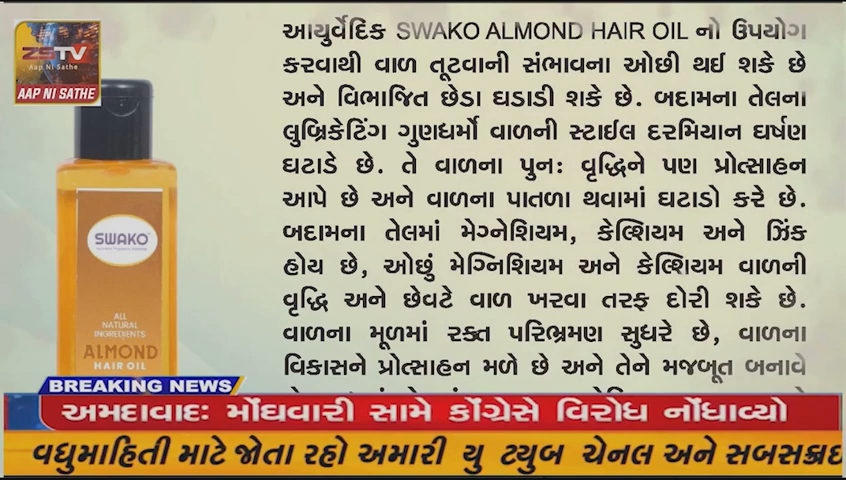 ZSTV
Aap Ni Sathe
AAP NI SATHE
આયુર્વેદિક SWAKO ALMOND HAIR OIL નો ઉપયોગ
કરવાથી વાળ તૂટવાની સંભાવના ઓછી થઈ શકે છે
અને વિભાજિત છેડા ઘડાડી શકે છે. બદામના તેલના
લુબ્રિકેટિંગ ગુણધર્મો વાળની સ્ટાઈલ દરમિયાન ઘર્ષણ
ઘટાડે છે. તે વાળના પુનઃ વૃદ્ધિને પણ પ્રોત્સાહન
આપે છે અને વાળના પાતળા થવામાં ઘટાડો કરે છે.
બદામના તેલમાં મેગ્નેશિયમ, કેલ્શિયમ અને ઝિંક
હોય છે, ઓછું મેગ્નિશિયમ અને કેલ્શિયમ વાળની
વૃદ્ધિ અને છેવટે વાળ ખરવા તરફ દોરી શકે છે.
વાળના મૂળમાં રક્ત પરિભ્રમણ સુધરે છે, વાળના
વિકાસને પ્રોત્સાહન મળે છે અને તેને મજબૂત બનાવે
SWAKO
ALL
NATURAL
INGREDIENTS
ALMOND
HAIR OIL
BREAKING NEWS
અમદાવાદઃ મોંઘવારી સામે કોંગ્રેસે વિરોધ નોંધાવ્યો
વધુમાહિતી માટે જોતા રહો અમારી યુ ટ્યુબ ચેનલ અને સબસક્રાઇ